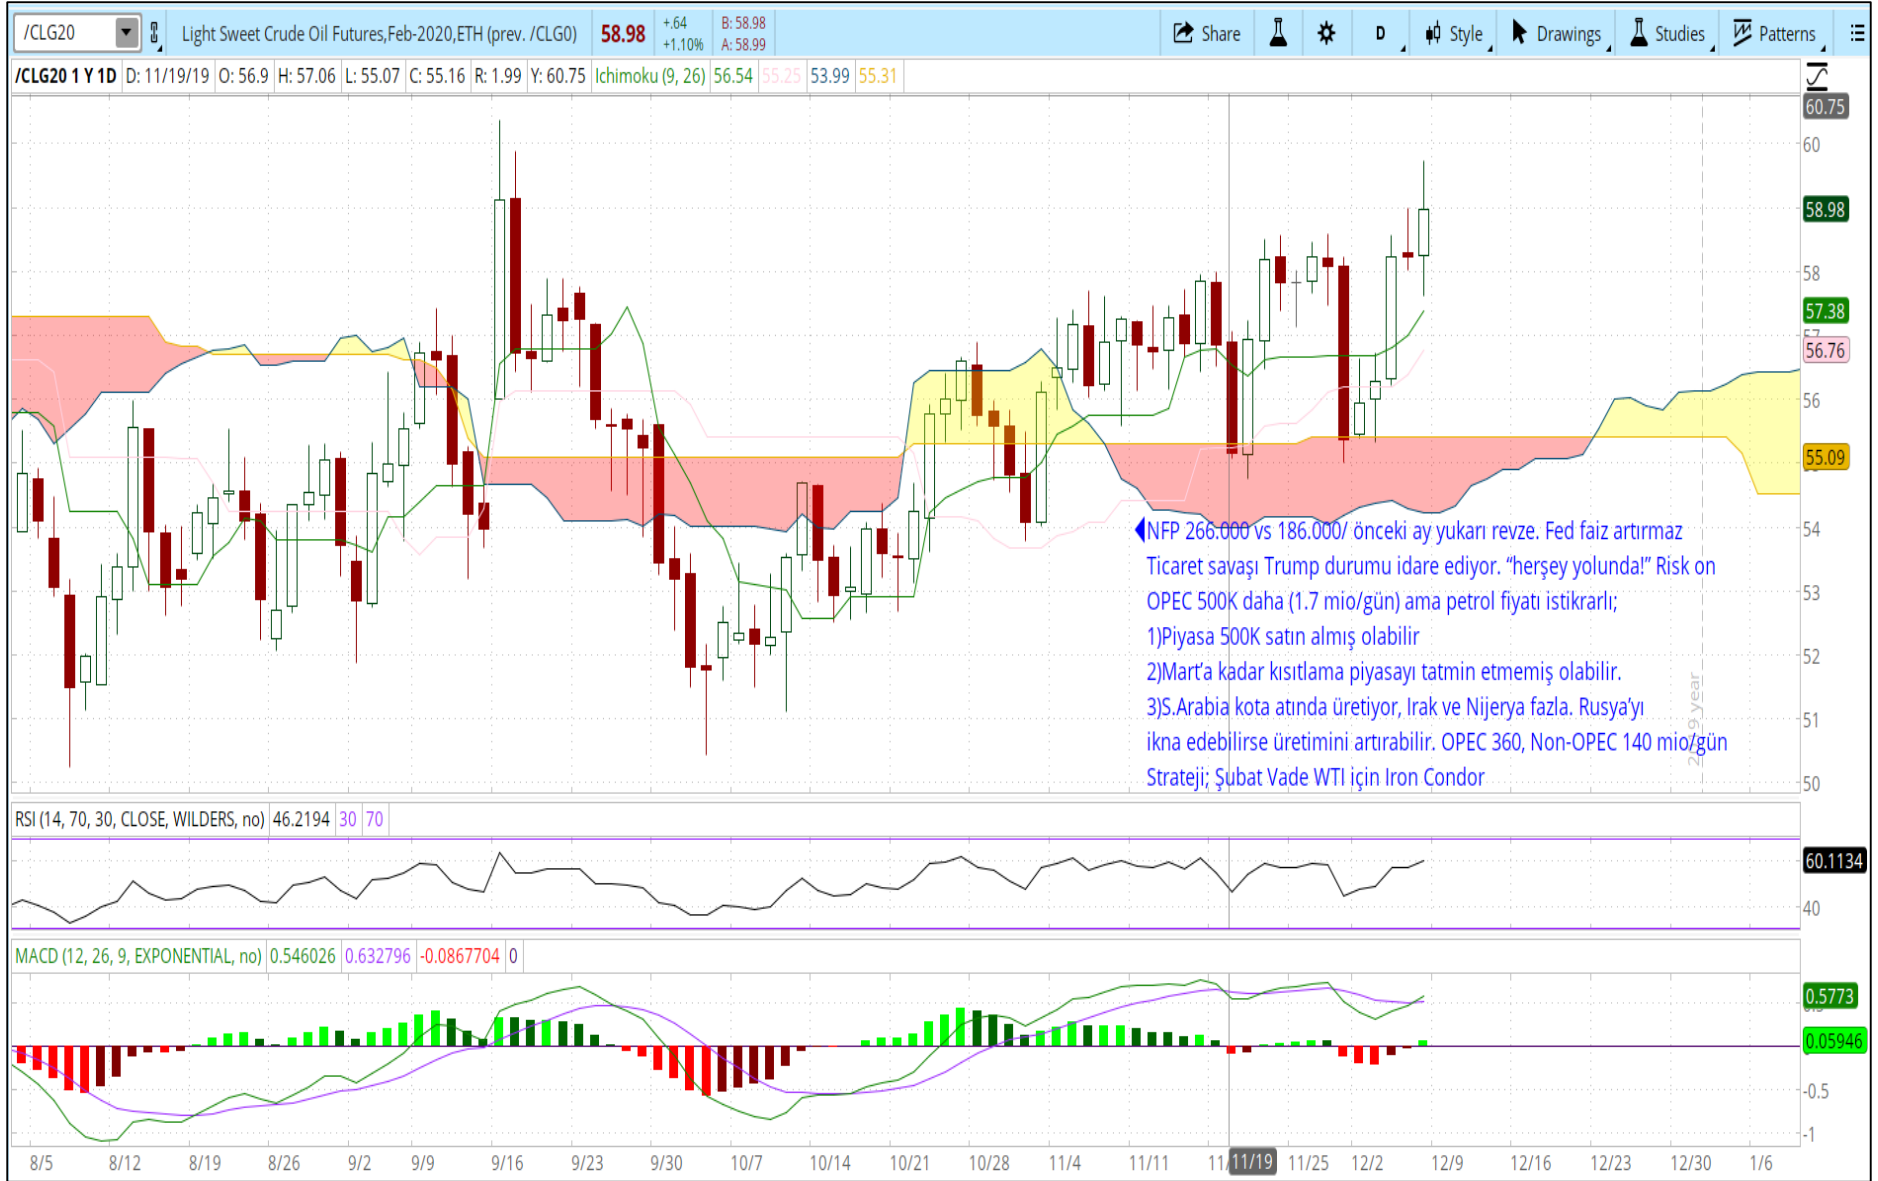 /CLG20 Light Sweet Crude Oil Futures,Feb-2020,ETH (prev. /CLG0) 58.98 +.64 +1.10% B: 58.98 A: 58.99 Share D Style Drawings Studies Patterns
/CLG20 1 Y 1D D: 11/19/19 O: 56.9 H: 57.06 L: 55.07 C: 55.16 R: 1.99 Y: 60.75 Ichimoku (9, 26) 56.54 55.25 53.99 55.31
60.75
60
58.98
58
57.38
57
56.76
56
55.09
54
53
52
51
50
NFP 266.000 vs 186.000/ önceki ay yukarı revze. Fed faiz artırmaz
Ticaret savaşı Trump durumu idare ediyor. “herşey yolunda!” Risk on
OPEC 500K daha (1.7 mio/gün) ama petrol fiyatı istikrarlı;
1)Piyasa 500K satın almış olabilir
2)Mart’a kadar kısıtlama piyasayı tatmin etmemiş olabilir.
3)S.Arabia kota atında üretiyor, Irak ve Nijerya fazla. Rusya’yı
ikna edebilirse üretimini artırabilir. OPEC 360, Non-OPEC 140 mio/gün
Strateji; Şubat Vade WTI için Iron Condor
2019 year
RSI (14, 70, 30, CLOSE, WILDERS, no) 46.2194 30 70
60.1134
40
MACD (12, 26, 9, EXPONENTIAL, no) 0.546026 0.632796 -0.0867704 0
0.5773
0.05946
-0.5
-1
8/5 8/12 8/19 8/26 9/2 9/9 9/16 9/23 9/30 10/7 10/14 10/21 10/28 11/4 11/11 11/19 11/25 12/2 12/9 12/16 12/23 12/30 1/6